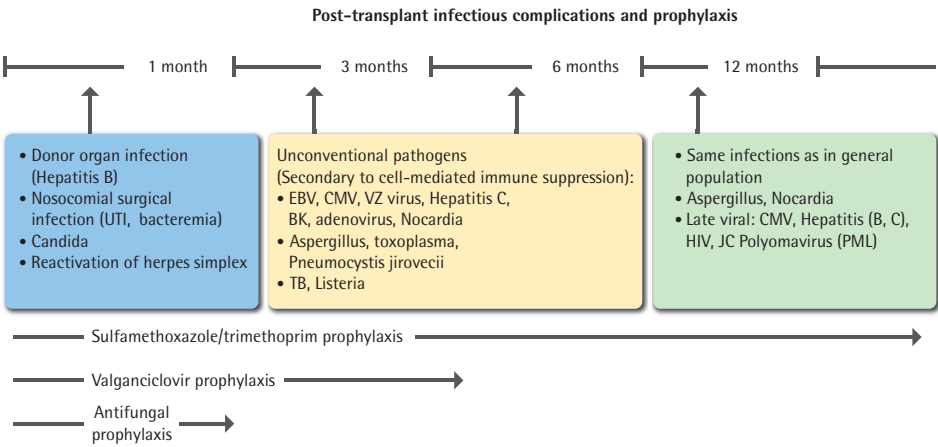 Post-transplant infectious complications and prophylaxis
1 month
3 months
6 months
12 months
• Donor organ infection
(Hepatitis B)
• Nosocomial surgical
infection (UTI, bacteremia)
• Candida
• Reactivation of herpes simplex
Unconventional pathogens
(Secondary to cell-mediated immune suppression):
• EBV, CMV, VZ virus, Hepatitis C,
BK, adenovirus, Nocardia
• Aspergillus, toxoplasma,
Pneumocystis jirovecii
• TB, Listeria
• Same infections as in general
population
• Aspergillus, Nocardia
• Late viral: CMV, Hepatitis (B, C),
HIV, JC Polyomavirus (PML)
Sulfamethoxazole/trimethoprim prophylaxis
Valganciclovir prophylaxis
Antifungal
prophylaxis